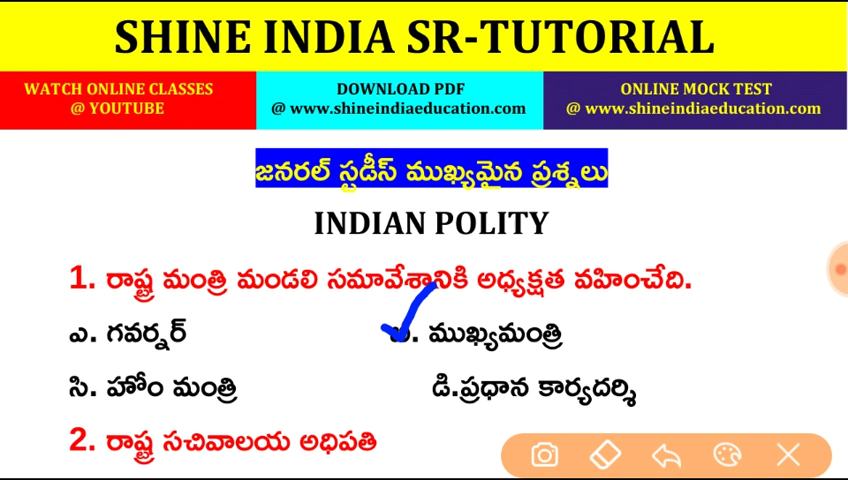 SHINE INDIA SR-TUTORIAL
WATCH ONLINE CLASSES
@ YOUTUBE
DOWNLOAD PDF
@ www.shineindiaeducation.com
ONLINE MOCK TEST
@ www.shineindiaeducation.com
జనరల్ స్టడీస్ ముఖ్యమైన ప్రశ్నలు
INDIAN POLITY
1. రాష్ట్ర మంత్రి మండలి సమావేశానికి అధ్యక్షత వహించేది.
ఎ. గవర్నర్ . ముఖ్యమంత్రి
సి. హోం మంత్రి డి.ప్రధాన కార్యదర్శి
2. రాష్ట్ర సచివాలయ అధిపతి